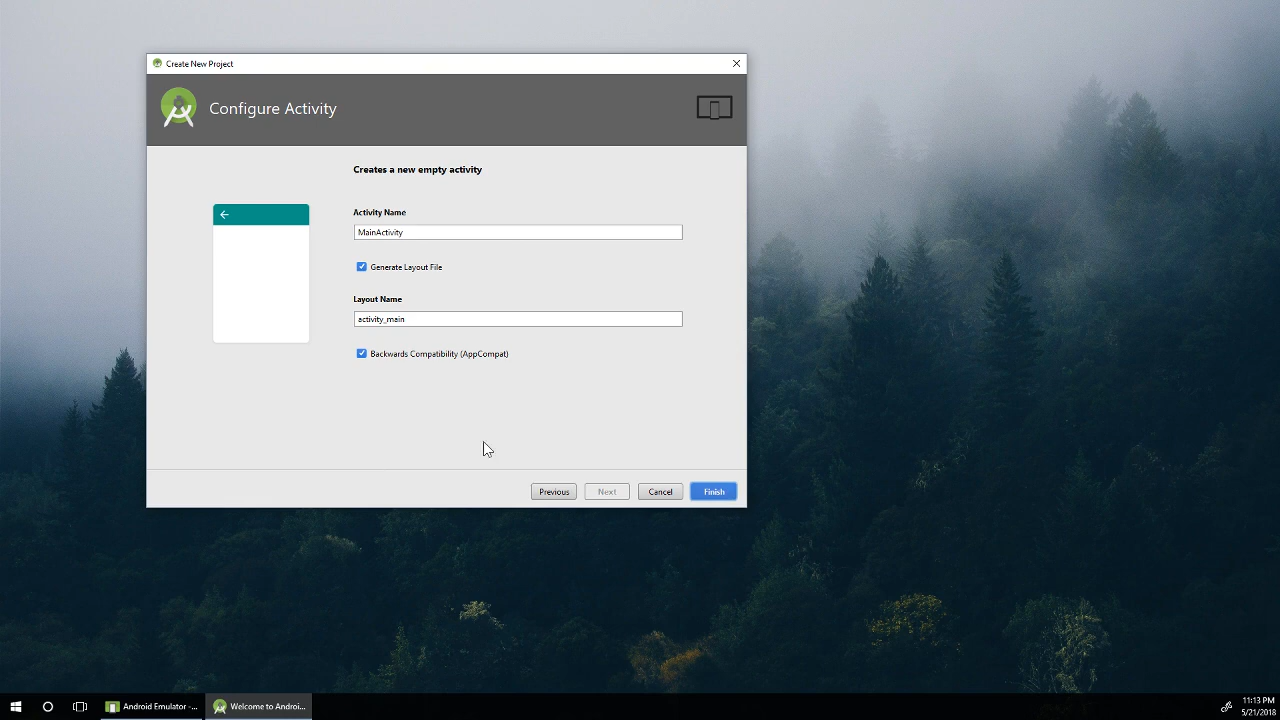 Create New Project
Configure Activity
Creates a new empty activity
Activity Name
MainActivity
Generate Layout File
Layout Name
activity_main
Backwards Compatibility (AppCompat)
Previous
Next
Cancel
Finish
Android Emulator -...
Welcome to Androi...
11:13 PM
5/21/2018